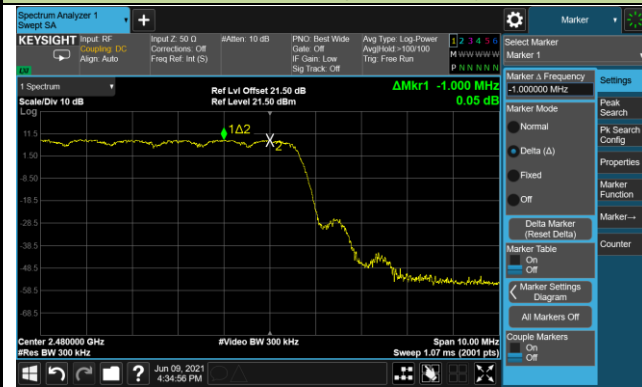 Spectrum Analyzer 1
Swept SA
Marker
KEYSIGHT
Input: RF
Coupling: DC
Align: Auto
Input Z: 50 Ω
Corrections: Off
Freq Ref: Int (S)
#Atten: 10 dB
PNO: Best Wide
Gate: Off
IF Gain: Low
Sig Track: Off
Avg Type: Log-Power
Avg|Hold:>100/100
Trig: Free Run
1 2 3 4 5 6
M W W W W W
P N N N N N
Select Marker
Marker 1
1 Spectrum
Scale/Div 10 dB
Log
Ref Lvl Offset 21.50 dB
Ref Level 21.50 dBm
ΔMkr1 -1.000 MHz
0.05 dB
1Δ2
2
11.5
1.50
-8.50
-18.5
-28.5
-38.5
-48.5
-58.5
-68.5
Center 2.480000 GHz
#Res BW 300 kHz
#Video BW 300 kHz
Span 10.00 MHz
Sweep 1.07 ms (2001 pts)
Marker Δ Frequency
-1.000000 MHz
Marker Mode
Normal
Delta (Δ)
Fixed
Off
Delta Marker
(Reset Delta)
Marker Table
On
Off
Marker Settings
Diagram
All Markers Off
Couple Markers
On
Off
Settings
Peak
Search
Pk Search
Config
Properties
Marker
Function
Marker→
Counter
Jun 09, 2021
4:34:56 PM